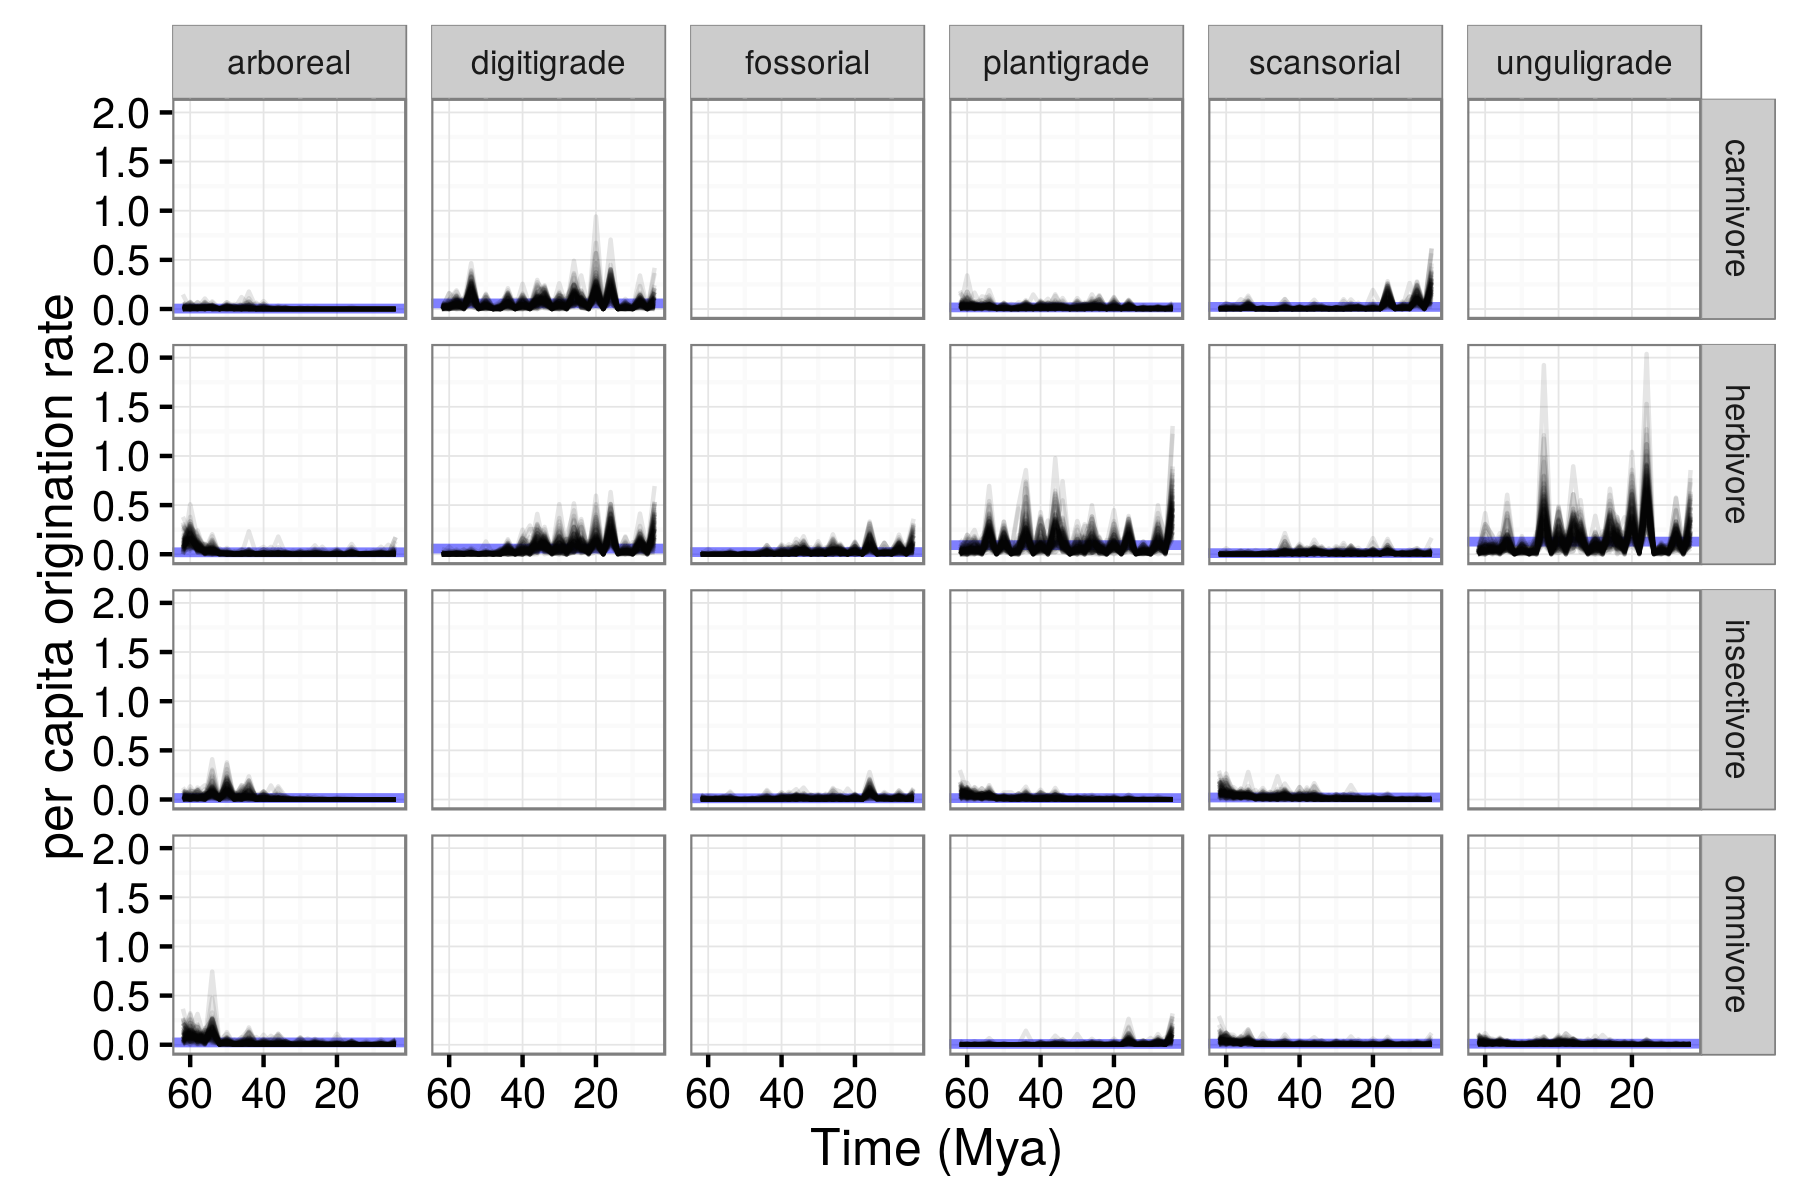 arboreal digitigrade fossorial plantigrade scansorial unguligrade
2.0
1.5
1.0
0.5
0.0
carnivore
2.0
1.5
1.0
0.5
0.0
herbivore
2.0
1.5
1.0
0.5
0.0
insectivore
2.0
1.5
1.0
0.5
0.0
omnivore
per capita origination rate
60 40 20 60 40 20 60 40 20 60 40 20 60 40 20 60 40 20
Time (Mya)